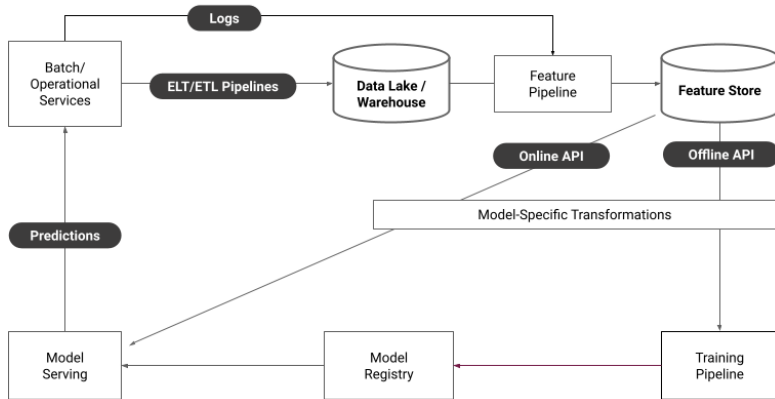 Logs
Batch/
Operational
Services
ELT/ETL Pipelines
Data Lake /
Warehouse
Feature
Pipeline
Feature Store
Online API
Offline API
Model-Specific Transformations
Predictions
Model
Serving
Model
Registry
Training
Pipeline